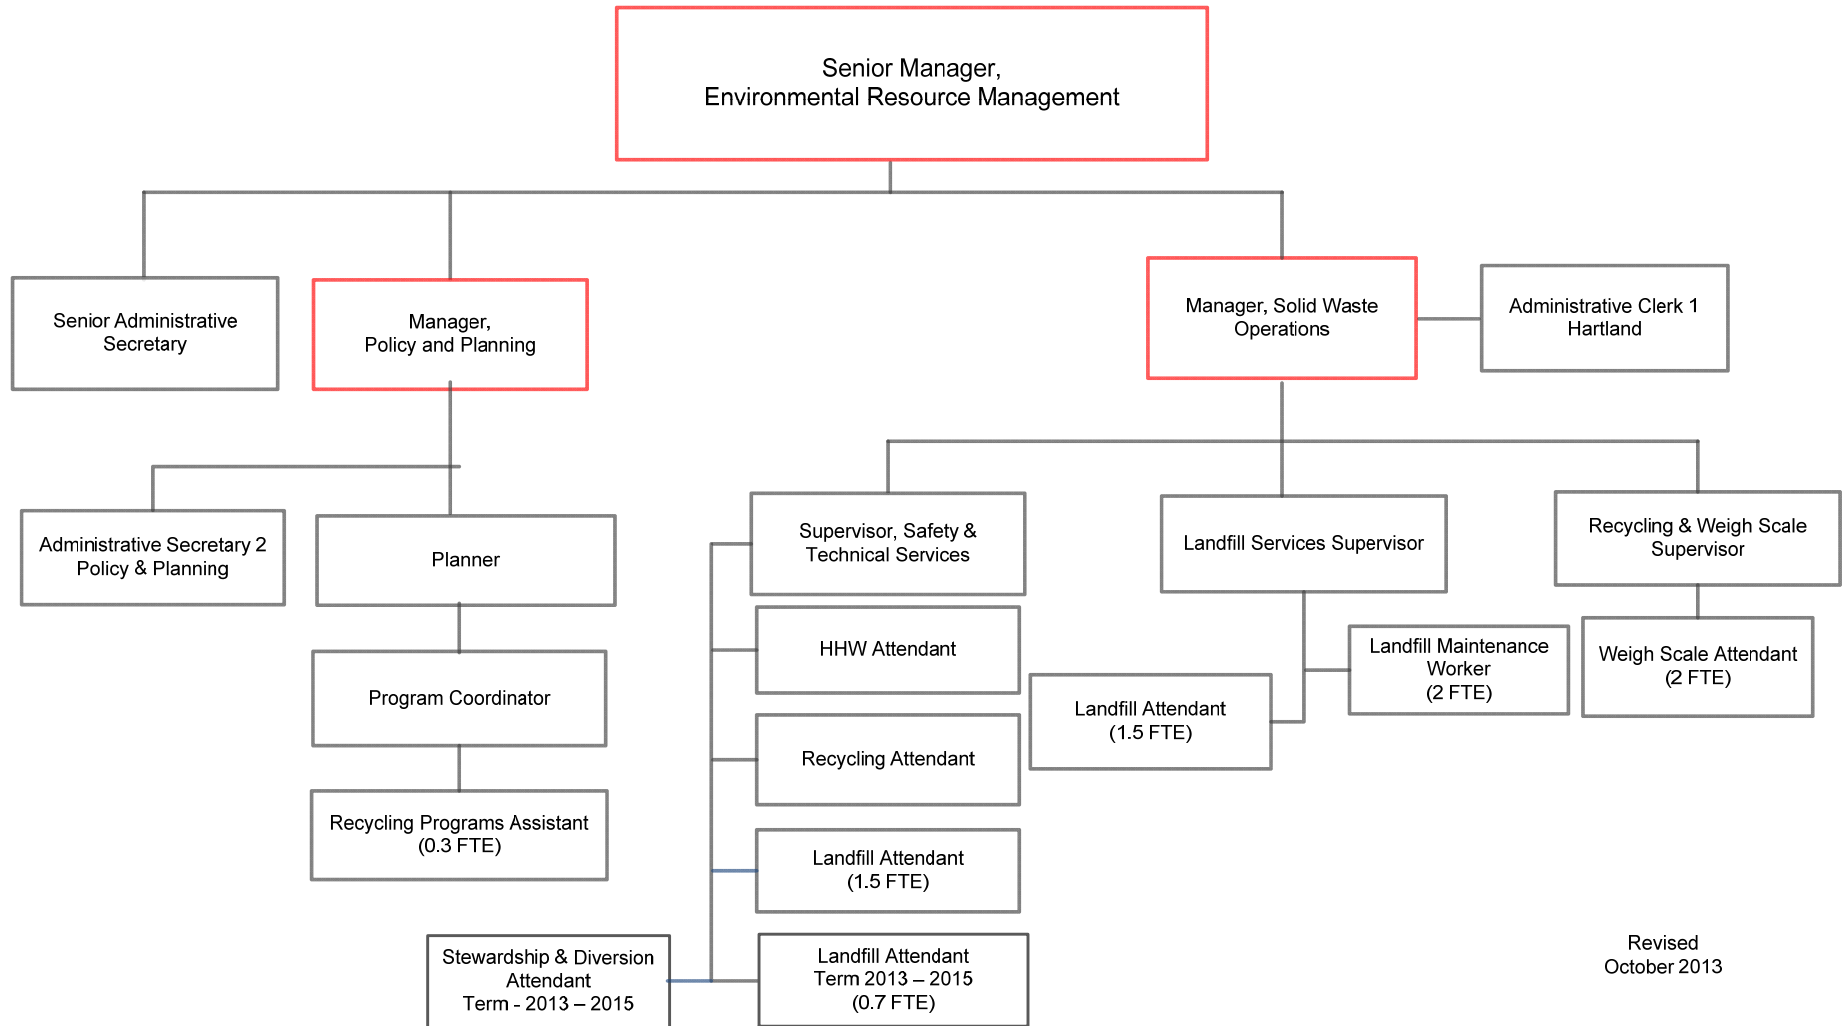 Senior Manager,
Environmental Resource Management
Senior Administrative
Secretary
Manager,
Policy and Planning
Manager, Solid Waste
Operations
Administrative Clerk 1
Hartland
Administrative Secretary 2
Policy & Planning
Planner
Program Coordinator
Recycling Programs Assistant
(0.3 FTE)
Supervisor, Safety &
Technical Services
HHW Attendant
Recycling Attendant
Landfill Attendant
(1.5 FTE)
Stewardship & Diversion
Attendant
Term - 2013 – 2015
Landfill Attendant
Term 2013 – 2015
(0.7 FTE)
Landfill Services Supervisor
Landfill Attendant
(1.5 FTE)
Landfill Maintenance
Worker
(2 FTE)
Recycling & Weigh Scale
Supervisor
Weigh Scale Attendant
(2 FTE)
Revised
October 2013